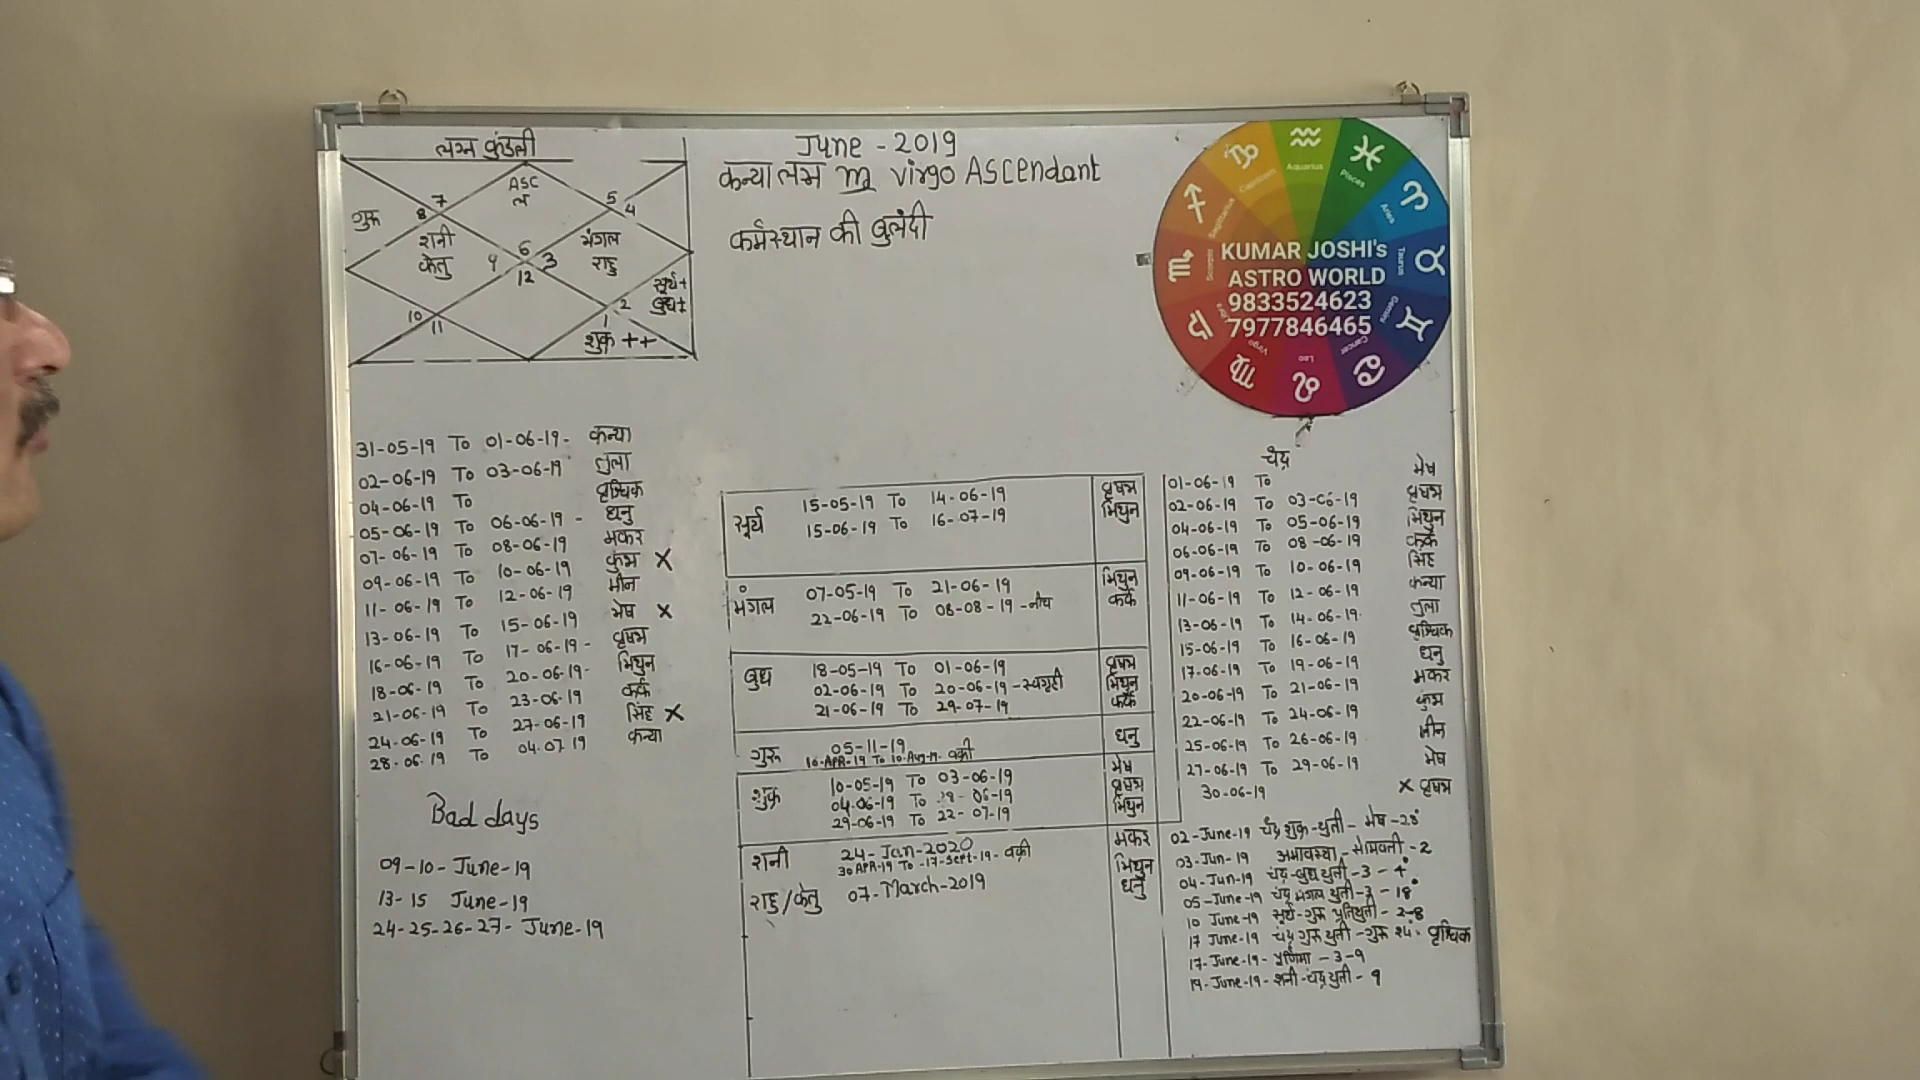 लग्न कुंडली
ASC
ल
7
8
5
4
गुरू
शनी
केतु
9
6
3
12
मंगल
राहु
सूर्य+
बुध+
10
11
2
1
शुक्र ++
June - 2019
कन्या लग्न ♍ Virgo ASCendant
कर्मस्थान की बुलंदी
Capricorn
Aquarius
Pisces
Aries
Taurus
Gemini
Cancer
Leo
Virgo
Libra
Scorpio
Sagittarius
KUMAR JOSHI's
ASTRO WORLD
9833524623
7977846465
31-05-19 To 01-06-19- कन्या
02-06-19 To 03-06-19 तुला
04-06-19 To वृश्चिक
05-06-19 To 06-06-19 - धनु
07-06-19 To 08-06-19 मकर
09-06-19 To 10-06-19 कुंभ X
11-06-19 To 12-06-19 मीन
13-06-19 To 15-06-19 मेष X
16-06-19 To 17-06-19 - वृषभ
18-06-19 To 20-06-19- मिथुन
21-06-19 To 23-06-19 कर्क
24-06-19 To 27-06-19 सिंह X
28-06-19 To 04-07-19 कन्या
Bad days
09-10-June-19
13-15 June-19
24-25-26-27- June-19
सूर्य 15-05-19 To 14-06-19 वृषभ
15-06-19 To 16-07-19 मिथुन
मंगल 07-05-19 To 21-06-19 मिथुन
22-06-19 To 08-08-19 -नीच कर्क
बुध 18-05-19 To 01-06-19 वृषभ
02-06-19 To 20-06-19-स्वगृही मिथुन
21-06-19 To 29-07-19 कर्क
गुरू 05-11-19 धनु
10-APR-19 To 10-Aug-19- वक्री
शुक्र 10-05-19 To 03-06-19 मेष
04-06-19 To 28-06-19 वृषभ
29-06-19 To 22-07-19 मिथुन
शनी 24-Jan-2020 मकर
30 APR-19 To -17-Sept-19- वक्री
राहु/केतु 07-March-2019 मिथुन
धनु
चंद्र
01-06-19 To मेष
02-06-19 To 03-06-19 वृषभ
04-06-19 To 05-06-19 मिथुन
06-06-19 To 08-06-19 कर्क
09-06-19 To 10-06-19 सिंह
11-06-19 To 12-06-19 कन्या
13-06-19 To 14-06-19 तुला
15-06-19 To 16-06-19 वृश्चिक
17-06-19 To 19-06-19 धनु
20-06-19 To 21-06-19 मकर
22-06-19 To 24-06-19 कुंभ
25-06-19 To 26-06-19 मीन
27-06-19 To 29-06-19 मेष
30-06-19 X वृषभ
02-June-19 चंद्र शुक्र-युती - मेष -28°
03-Jun-19 अमावस्या - सोमवती - 2
04-Jun-19 चंद्र-बुध युती -3 - 4°
05-June-19 चंद्र मंगल युती -3 - 18°
10 June-19 सूर्य-गुरू प्रतियुती - 2-8
17 June-19 चंद्र गुरू युती -गुरू २५° वृश्चिक
17-June-19- पूर्णिमा - 3-9
19-June-19- शनी-चंद्र युती - 9